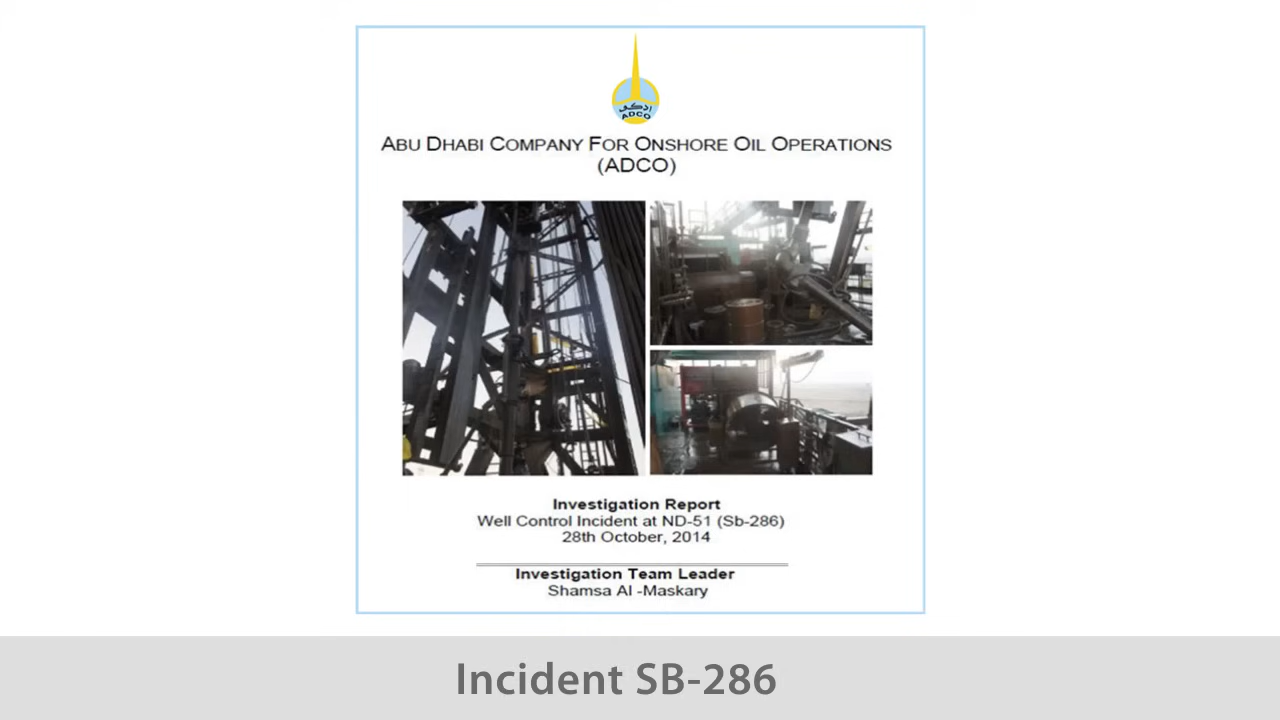 ادكو
ADCO
ABU DHABI COMPANY FOR ONSHORE OIL OPERATIONS
(ADCO)
Investigation Report
Well Control Incident at ND-51 (Sb-286)
28th October, 2014
Investigation Team Leader
Shamsa Al -Maskary
Incident SB-286